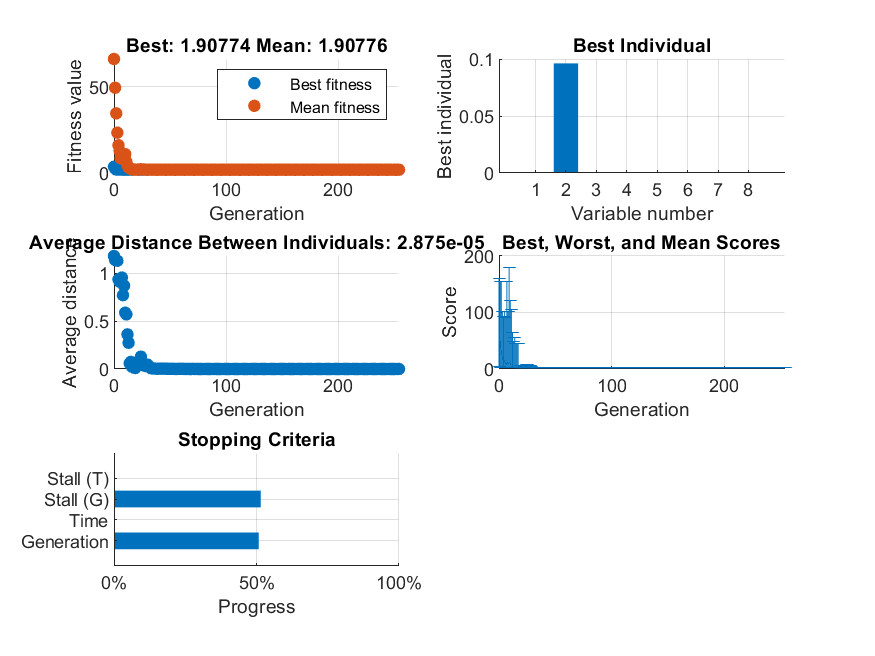 Best: 1.90774 Mean: 1.90776
Fitness value
50
0
Best fitness
Mean fitness
0 100 200
Generation
Best Individual
Best individual
0.1
0.05
0
1 2 3 4 5 6 7 8
Variable number
Average Distance Between Individuals: 2.875e-05
Average distance
1
0.5
0
0 100 200
Generation
Best, Worst, and Mean Scores
Score
200
100
0
0 100 200
Generation
Stopping Criteria
Stall (T)
Stall (G)
Time
Generation
0% 50% 100%
Progress